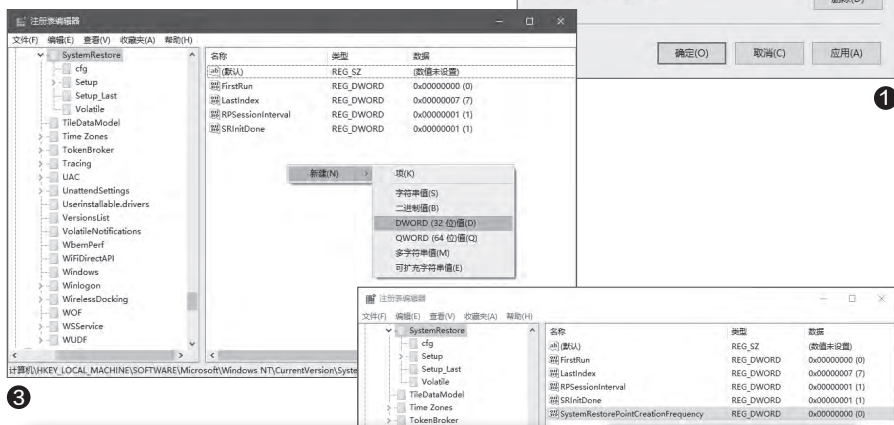 删除(D)
确定(O) 取消(C) 应用(A)
1
注册表编辑器
文件(F) 编辑(E) 查看(V) 收藏夹(A) 帮助(H)
SystemRestore
cfg
Setup
Setup_Last
Volatile
TileDataModel
Time Zones
TokenBroker
Tracing
UAC
UnattendSettings
Userinstallable.drivers
VersionsList
VolatileNotifications
WbemPerf
WiFiDirectAPI
Windows
Winlogon
WirelessDocking
WOF
WSService
WUDF
名称 类型 数据
(默认) REG_SZ (数值未设置)
FirstRun REG_DWORD 0x00000000 (0)
LastIndex REG_DWORD 0x00000007 (7)
RPSessionInterval REG_DWORD 0x00000001 (1)
SRInitDone REG_DWORD 0x00000001 (1)
新建(N)
项(K)
字符串值(S)
二进制值(B)
DWORD (32 位)值(D)
QWORD (64 位)值(Q)
多字符串值(M)
可扩充字符串值(E)
计算机\HKEY_LOCAL_MACHINE\SOFTWARE\Microsoft\Windows NT\CurrentVersion\Syste
3
注册表编辑器
文件(F) 编辑(E) 查看(V) 收藏夹(A) 帮助(H)
SystemRestore
cfg
Setup
Setup_Last
Volatile
TileDataModel
Time Zones
TokenBroker
名称 类型 数据
(默认) REG_SZ (数值未设置)
FirstRun REG_DWORD 0x00000000 (0)
LastIndex REG_DWORD 0x00000007 (7)
RPSessionInterval REG_DWORD 0x00000001 (1)
SRInitDone REG_DWORD 0x00000001 (1)
SystemRestorePointCreationFrequency REG_DWORD 0x00000000 (0)